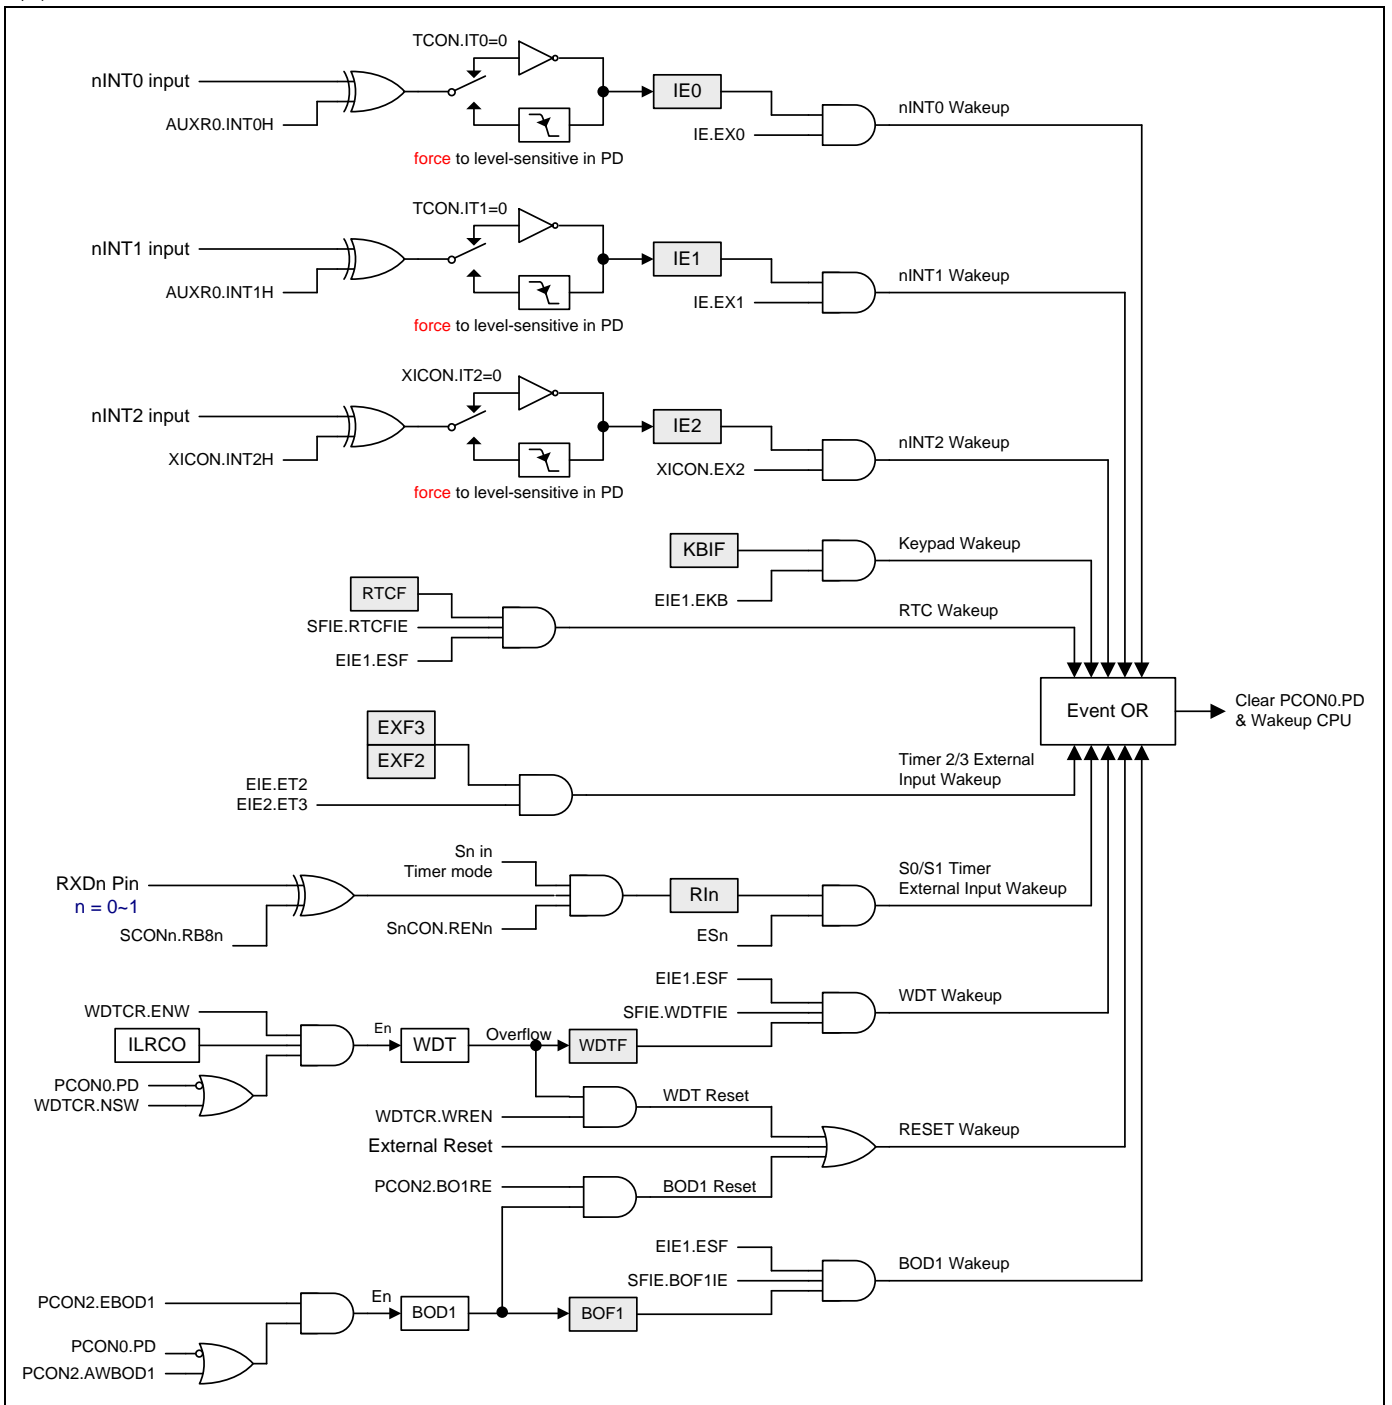 TCON.IT0=0
nINT0 input
IE0
nINT0 Wakeup
AUXR0.INT0H
IE.EX0
force to level-sensitive in PD
TCON.IT1=0
nINT1 input
IE1
nINT1 Wakeup
AUXR0.INT1H
IE.EX1
force to level-sensitive in PD
XICON.IT2=0
nINT2 input
IE2
nINT2 Wakeup
XICON.INT2H
XICON.EX2
force to level-sensitive in PD
KBIF
Keypad Wakeup
EIE1.EKB
RTCF
RTC Wakeup
SFIE.RTCFIE
EIE1.ESF
Event OR
Clear PCON0.PD
& Wakeup CPU
EXF3
EXF2
Timer 2/3 External
Input Wakeup
EIE.ET2
EIE2.ET3
Sn in
Timer mode
S0/S1 Timer
External Input Wakeup
RXDn Pin
n = 0~1
RIn
SCONn.RB8n
SnCON.RENn
ESn
EIE1.ESF
WDT Wakeup
WDTCR.ENW
SFIE.WDTFIE
En
Overflow
ILRCO
WDT
WDTF
PCON0.PD
WDTCR.NSW
WDT Reset
WDTCR.WREN
RESET Wakeup
External Reset
PCON2.BO1RE
BOD1 Reset
EIE1.ESF
BOD1 Wakeup
SFIE.BOF1IE
PCON2.EBOD1
En
BOD1
BOF1
PCON0.PD
PCON2.AWBOD1